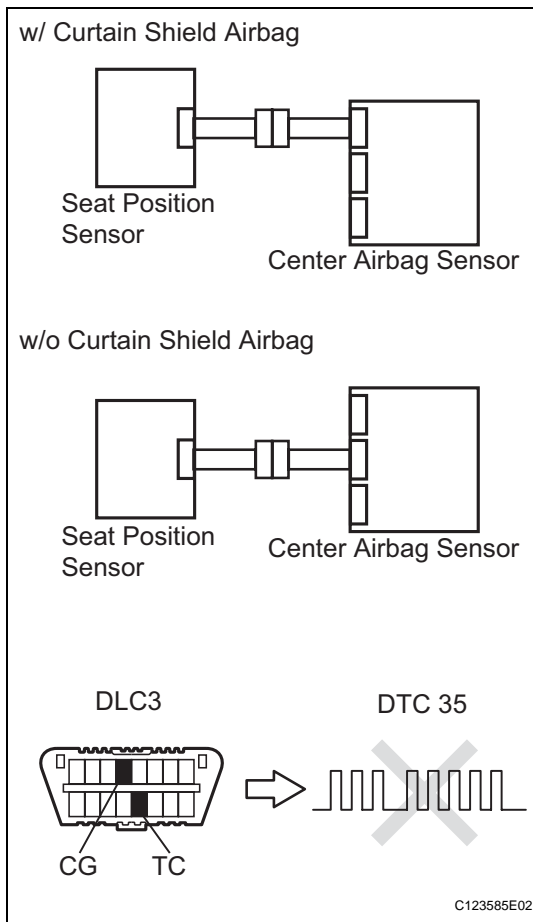 w/ Curtain Shield Airbag
Seat Position
Sensor
Center Airbag Sensor
w/o Curtain Shield Airbag
Seat Position
Sensor
Center Airbag Sensor
DLC3
DTC 35
CG
TC
C123585E02